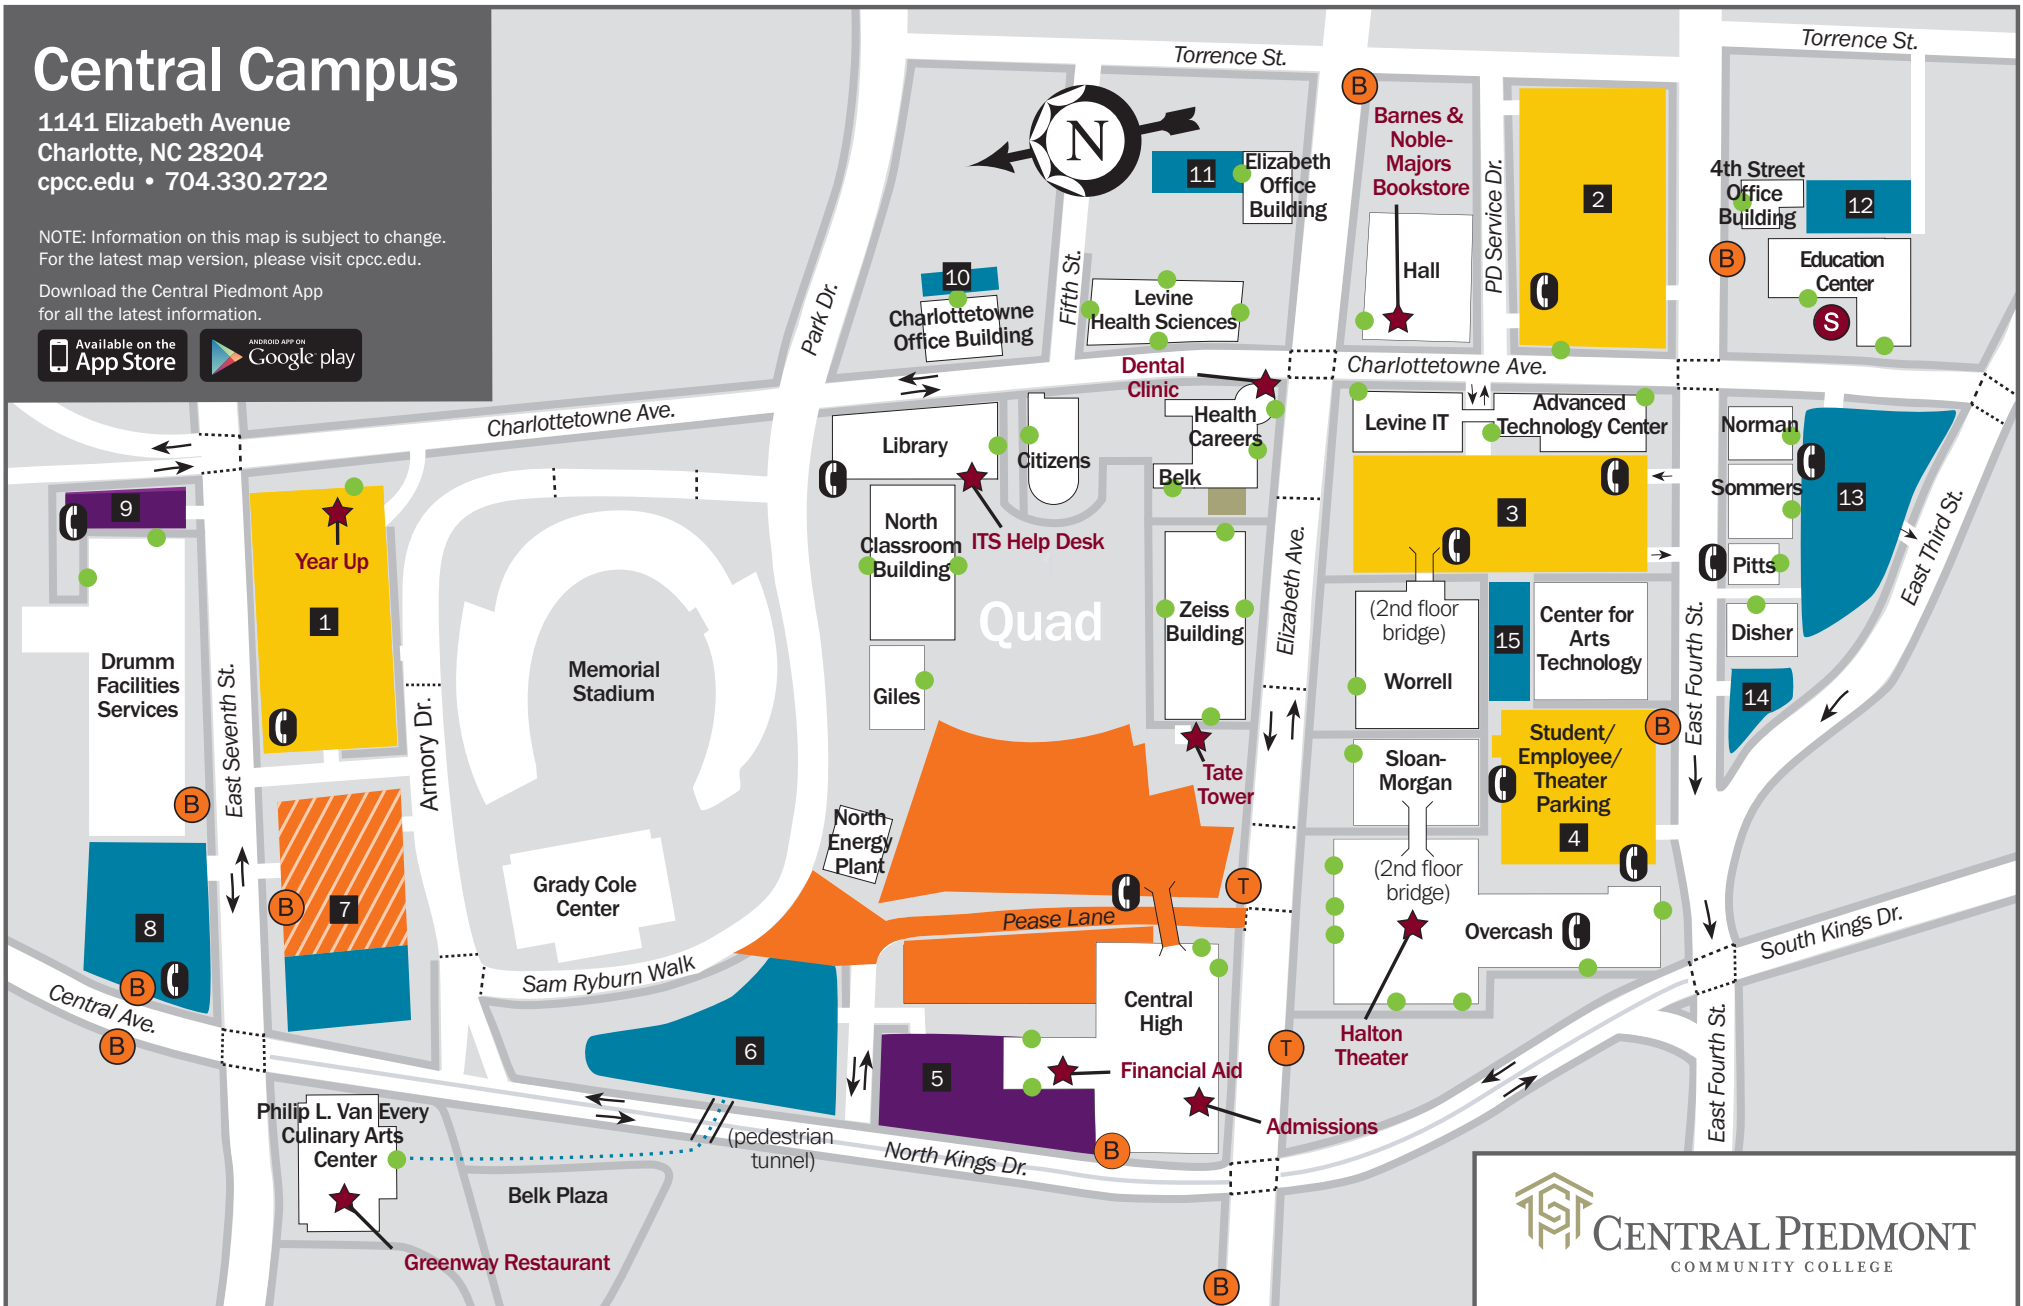 Central Campus
1141 Elizabeth Avenue
Charlotte, NC 28204
cpcc.edu • 704.330.2722
NOTE: Information on this map is subject to change.
For the latest map version, please visit cpcc.edu.
Download the Central Piedmont App
for all the latest information.
Available on the
App Store
ANDROID APP ON
Google play
Torrence St.
Torrence St.
N
B
Barnes &
Noble-
Majors
Bookstore
Hall
PD Service Dr.
2
11
Elizabeth
Office
Building
4th Street
Office
Building
12
B
Education
Center
S
Park Dr.
Fifth St.
10
Charlottetowne
Office Building
Levine
Health Sciences
Dental
Clinic
Charlottetowne Ave.
Charlottetowne Ave.
Library
Citizens
Health
Careers
Belk
Levine IT
Advanced
Technology Center
Norman
Sommers
Pitts
Disher
13
14
East Third St.
9
Year Up
1
North
Classroom
Building
ITS Help Desk
Quad
Giles
Zeiss
Building
Elizabeth Ave.
3
(2nd floor
bridge)
Worrell
15
Center for
Arts
Technology
East Fourth St.
Drumm
Facilities
Services
East Seventh St.
Armory Dr.
Memorial
Stadium
Tate
Tower
Sloan-
Morgan
Student/
Employee/
Theater
Parking
4
B
B
North
Energy
Plant
Grady Cole
Center
(2nd floor
bridge)
Overcash
8
B
7
B
T
Pease Lane
Sam Ryburn Walk
South Kings Dr.
Central Ave.
B
Central
High
T
Halton
Theater
6
5
Financial Aid
Admissions
East Fourth St.
Philip L. Van Every
Culinary Arts
Center
(pedestrian
tunnel)
North Kings Dr.
B
Belk Plaza
Greenway Restaurant
B
CENTRAL PIEDMONT
COMMUNITY COLLEGE